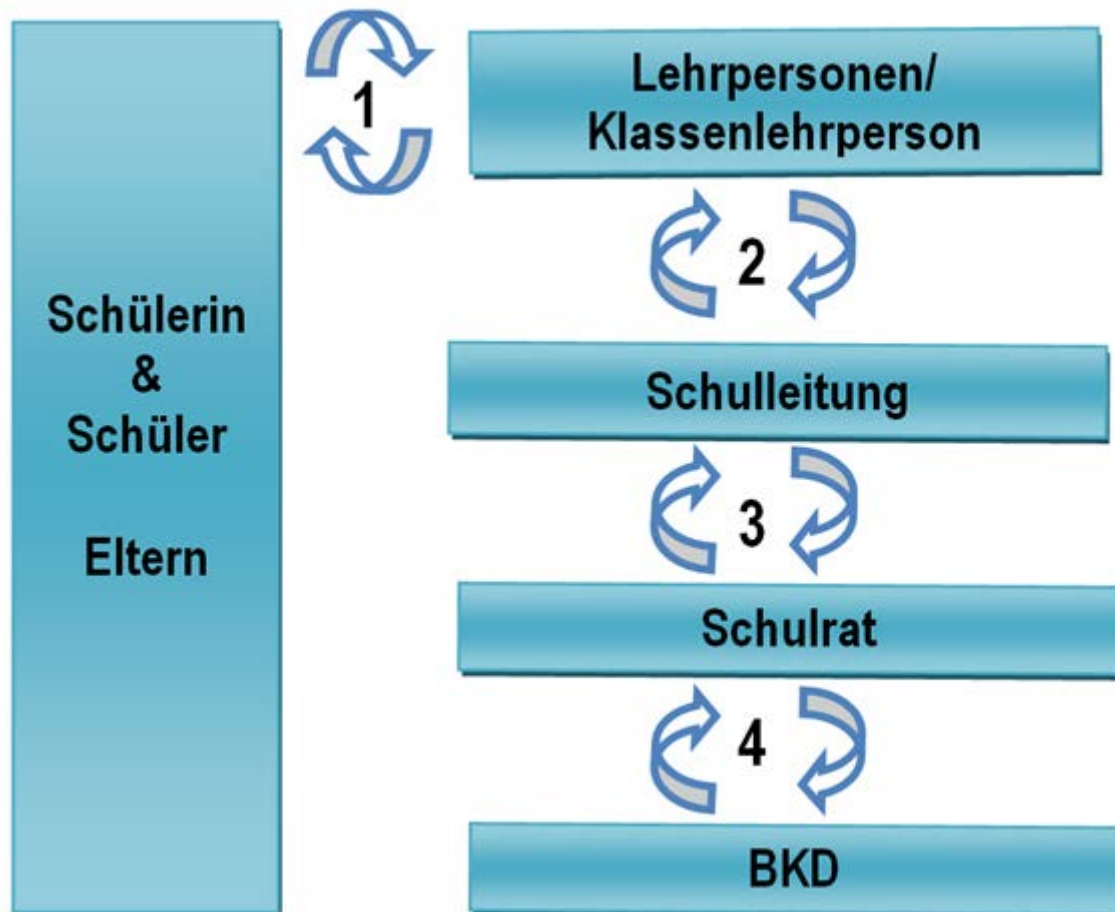 Schülerin
&
Schüler
Eltern
1
Lehrpersonen/
Klassenlehrperson
2
Schulleitung
3
Schulrat
4
BKD